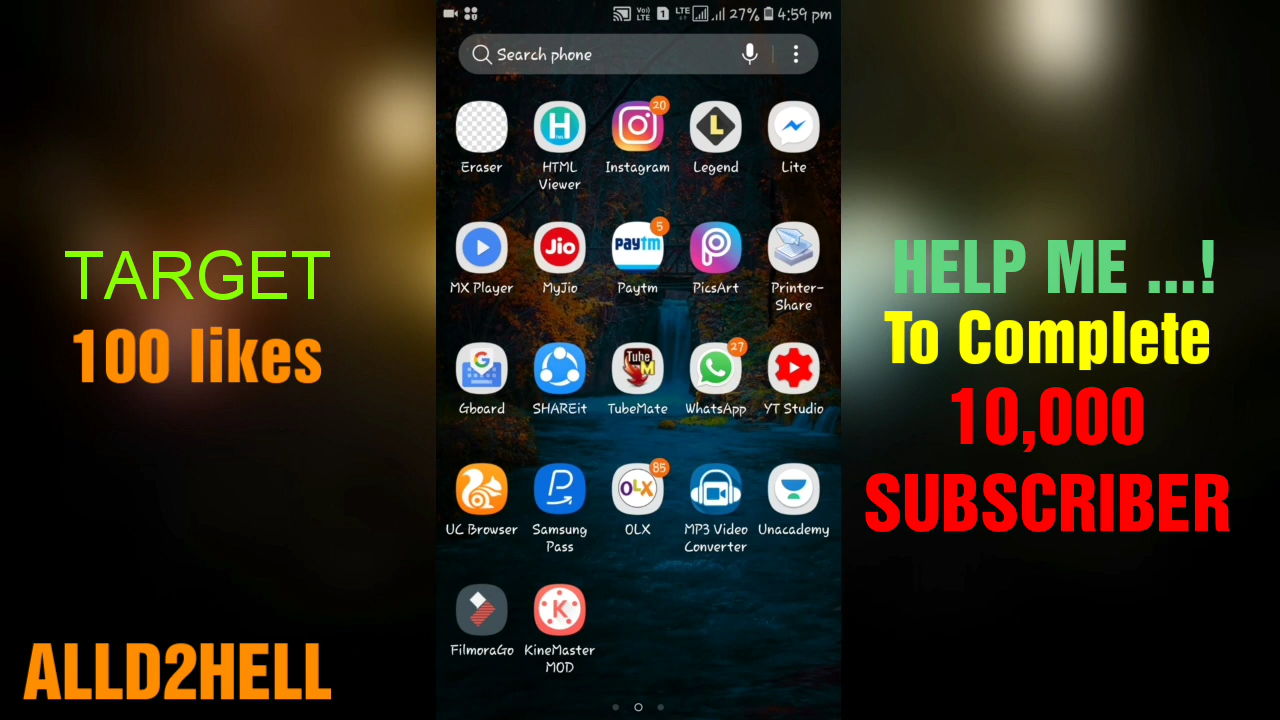 Voo) LTE 1 LTE 27% 4:59 pm
Search phone
20
H
L
Eraser HTML Viewer Instagram Legend Lite
5
Jio paytm
MX Player MyJio Paytm PicsArt Printer-Share
G Tube M 27
Gboard SHAREit TubeMate WhatsApp YT Studio
85
OLX
UC Browser Samsung Pass OLX MP3 Video Converter Unacademy
K
FilmoraGo KineMaster MOD
TARGET
100 likes
ALLD2HELL
HELP ME ...!
To Complete
10,000
SUBSCRIBER